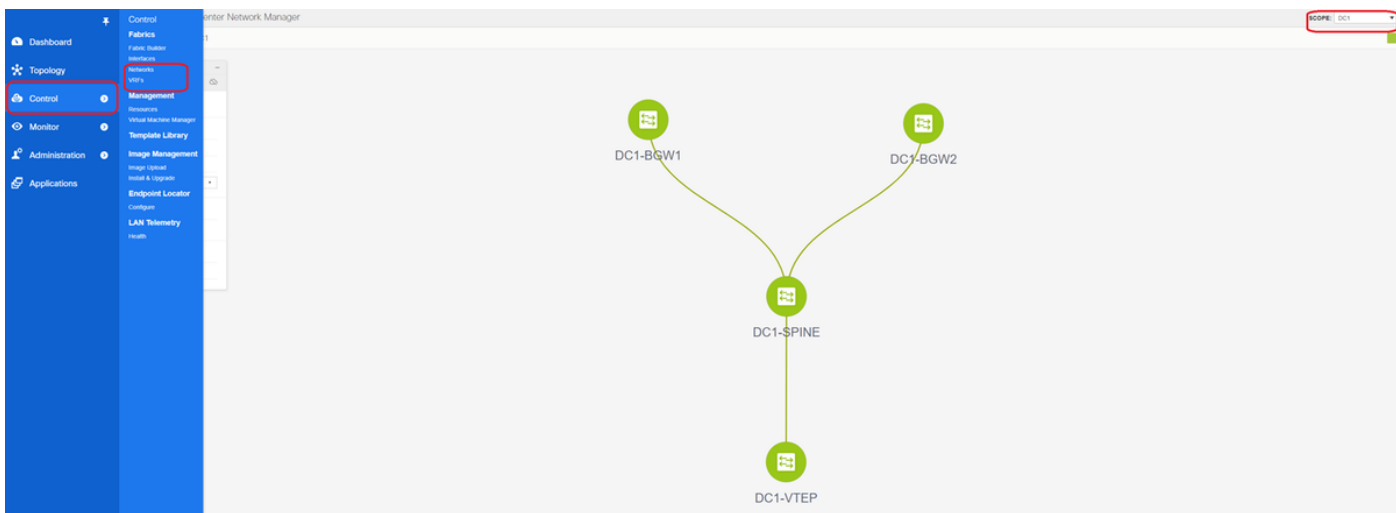 Dashboard
Topology
Control
Monitor
Administration
Applications
Control
Fabrics
Fabric Builder
Interfaces
Networks
VRFs
Management
Resources
Virtual Machine Manager
Template Library
Image Management
Image Upload
Install & Upgrade
Endpoint Locator
Configure
LAN Telemetry
Health
enter Network Manager
SCOPE: DC1
DC1-BGW1
DC1-BGW2
DC1-SPINE
DC1-VTEP